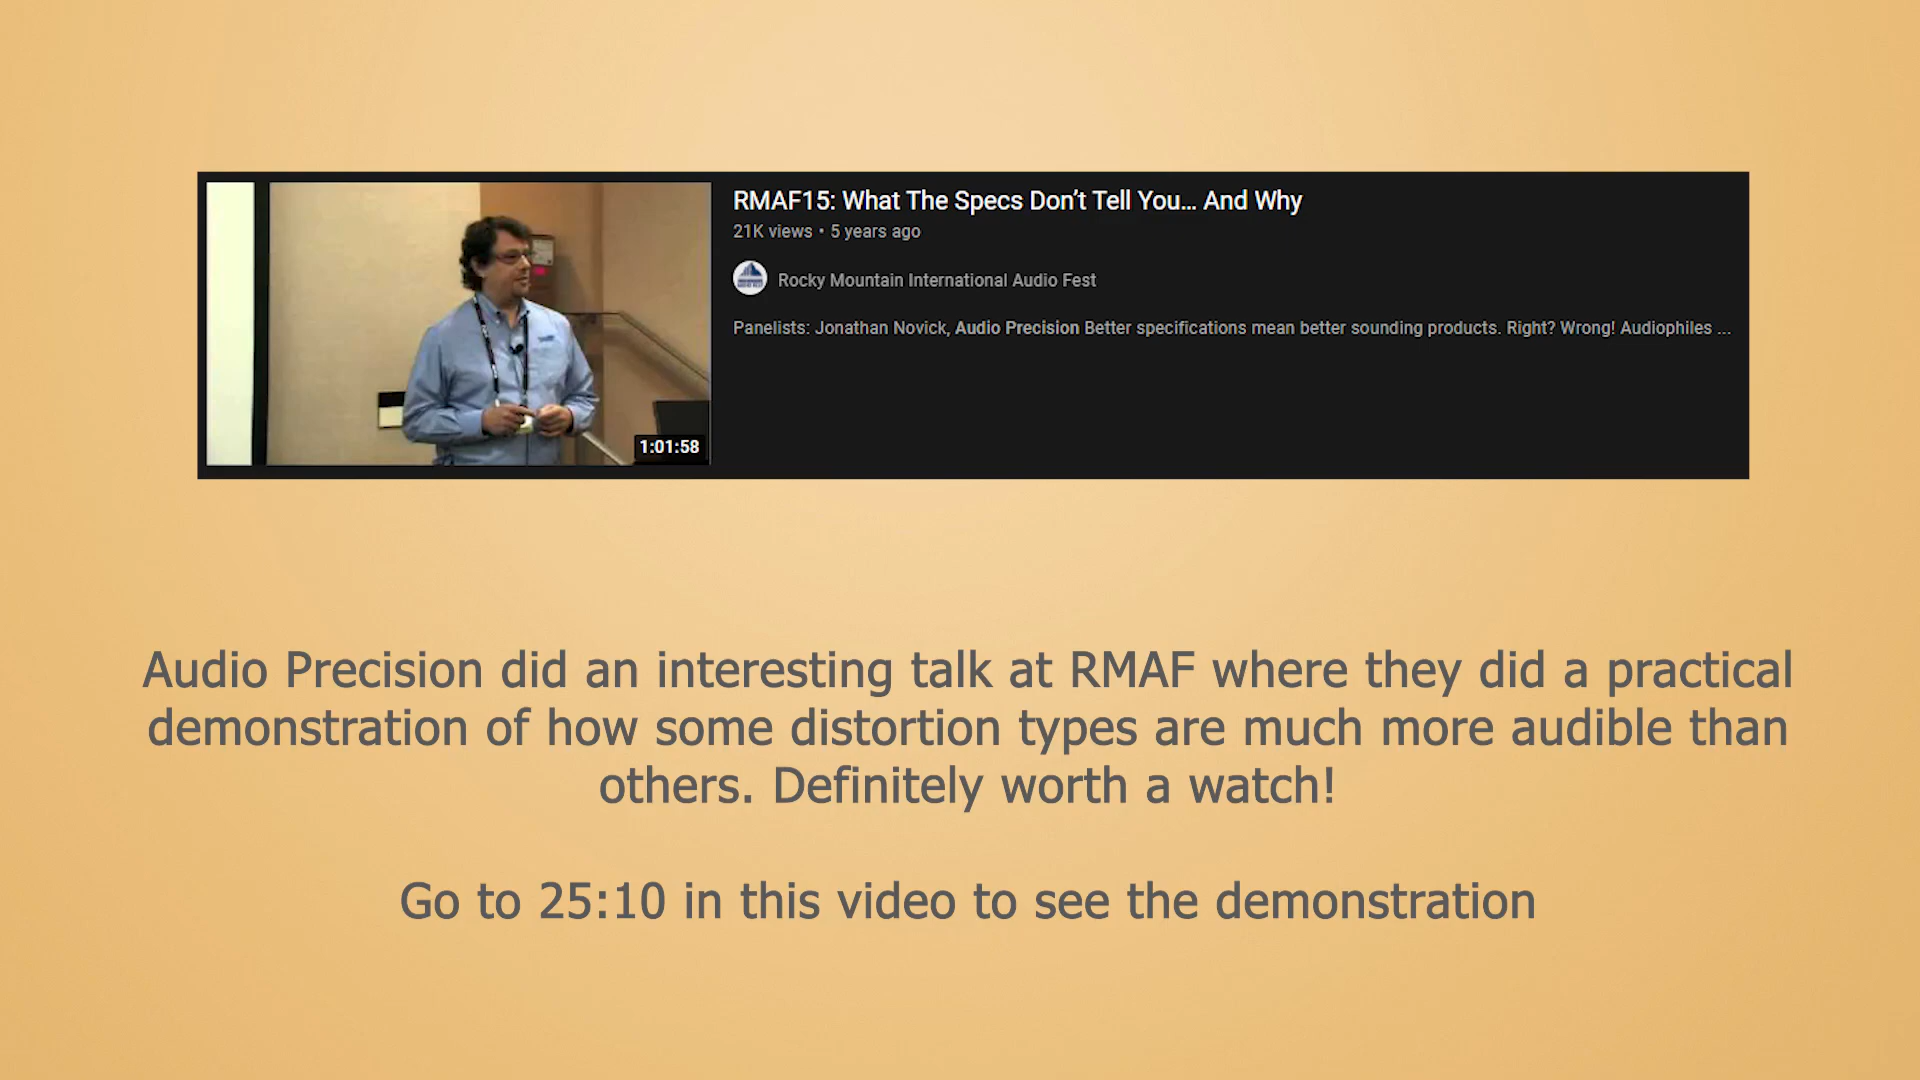 RMAF15: What The Specs Don’t Tell You... And Why
21K views • 5 years ago
Rocky Mountain International Audio Fest
Panelists: Jonathan Novick, Audio Precision Better specifications mean better sounding products. Right? Wrong! Audiophiles ...
1:01:58
Audio Precision did an interesting talk at RMAF where they did a practical
demonstration of how some distortion types are much more audible than
others. Definitely worth a watch!
Go to 25:10 in this video to see the demonstration